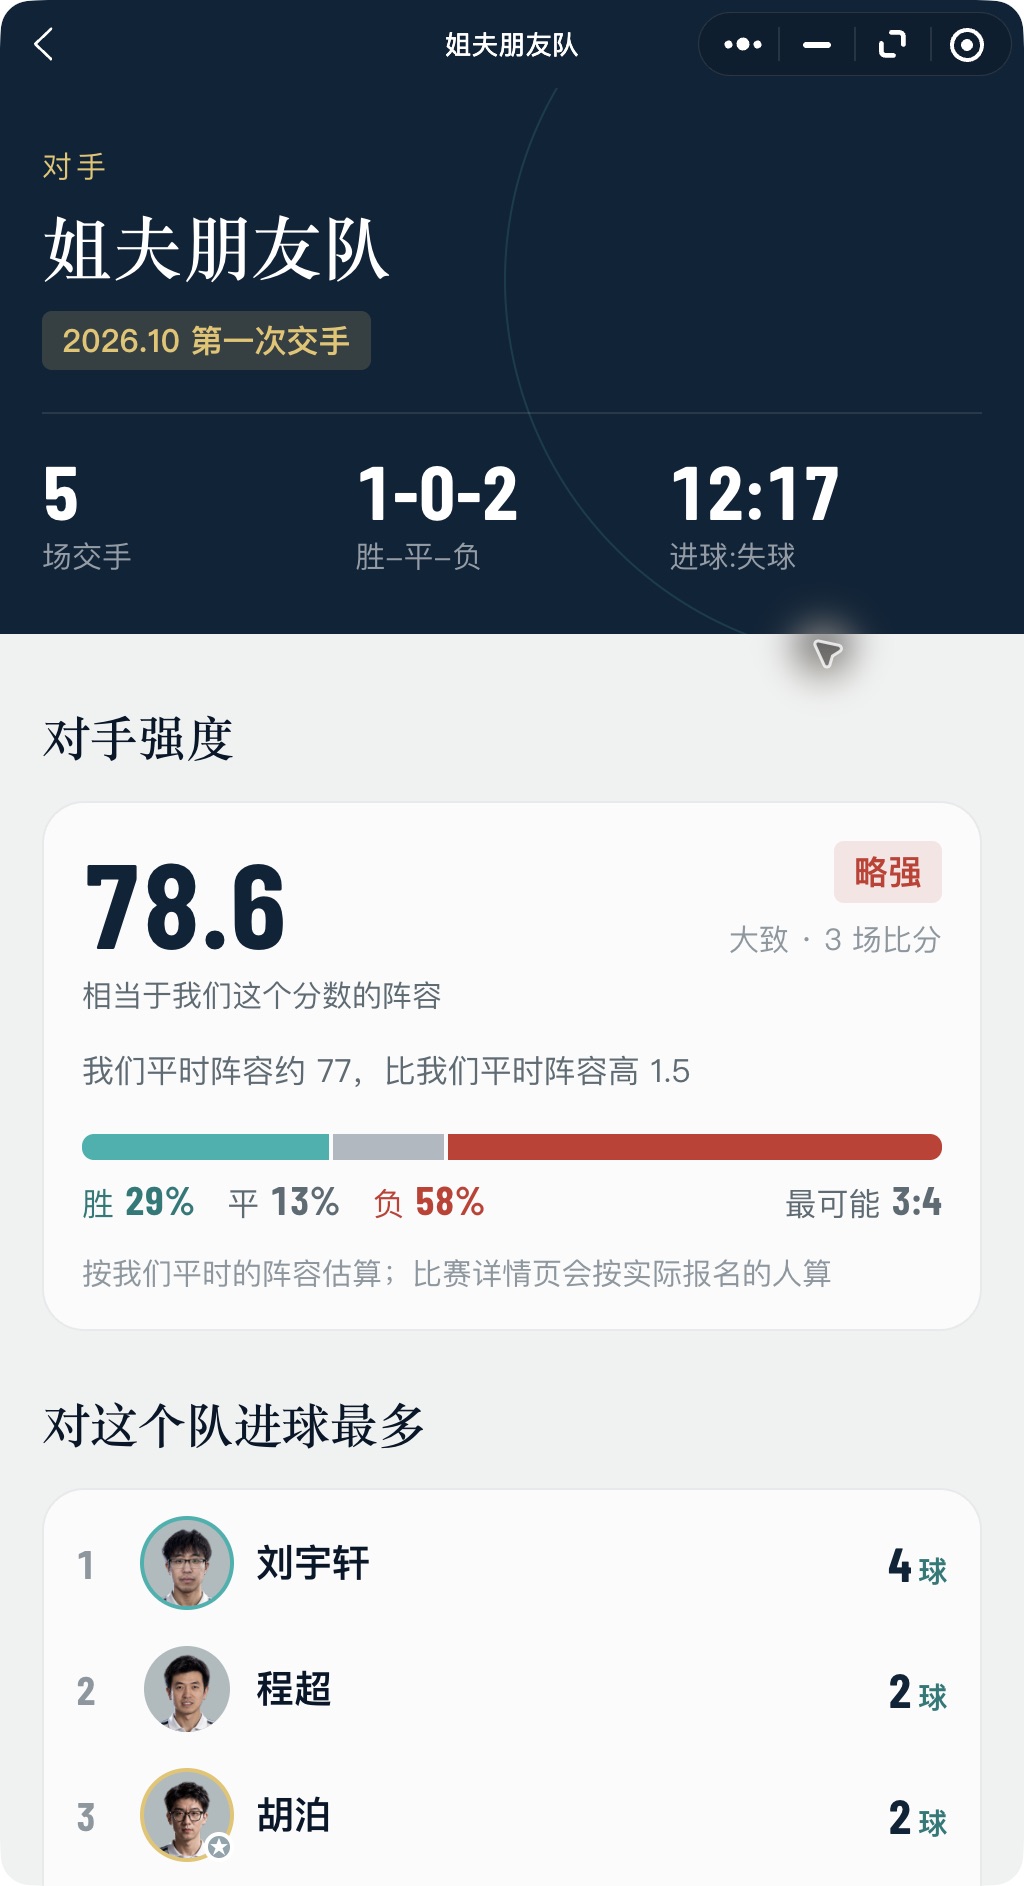 姐夫朋友队
对手
姐夫朋友队
2026.10 第一次交手
5
1-0-2
12:17
场交手
胜–平–负
进球:失球
对手强度
78.6
略强
大致 · 3 场比分
相当于我们这个分数的阵容
我们平时阵容约 77，比我们平时阵容高 1.5
胜 29% 平 13% 负 58% 最可能 3:4
按我们平时的阵容估算；比赛详情页会按实际报名的人算
对这个队进球最多
1 刘宇轩 4 球
2 程超 2 球
3 胡泊 2 球